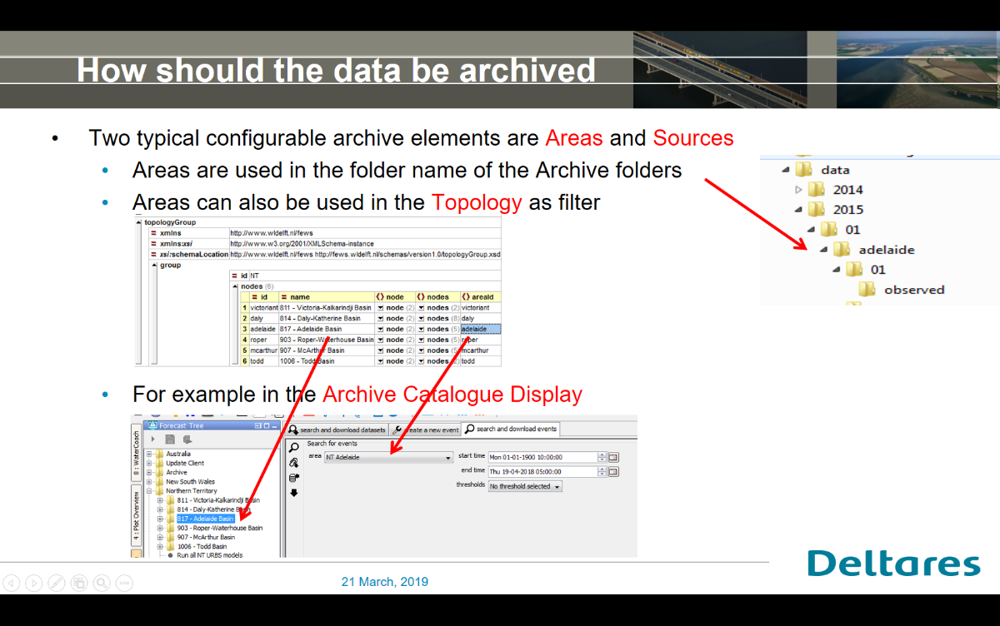 How should the data be archived
• Two typical configurable archive elements are Areas and Sources
• Areas are used in the folder name of the Archive folders
• Areas can also be used in the Topology as filter
data
2014
2015
01
adelaide
01
observed
topologyGroup
= xmlns http://www.wldelft.nl/fews
= xmlns:xsi http://www.w3.org/2001/XMLSchema-instance
= xsi:schemaLocation http://www.wldelft.nl/fews http://fews.wldelft.nl/schemas/version1.0/topologyGroup.xsd
group
= id NT
nodes (6)
= id = name () node () nodes () areaId
1 victoriant 811 - Victoria-Kalkarindji Basin node (2) nodes (2) victoriant
2 daly 814 - Daly-Katherine Basin node (2) nodes (8) daly
3 adelaide 817 - Adelaide Basin node (2) nodes (5) adelaide
4 roper 903 - Roper-Waterhouse Basin node (2) nodes (5) roper
5 mcarthur 907 - McArthur Basin node (2) nodes mcarthur
6 todd 1006 - Todd Basin node (2) nodes todd
• For example in the Archive Catalogue Display
8 : WaterCoach
4 : Plot Overview
Forecast Tree
Australia
Update Client
Archive
New South Wales
Northern Territory
811 - Victoria-Kalkarindji Basin
814 - Daly-Katherine Basin
817 - Adelaide Basin
903 - Roper-Waterhouse Basin
907 - McArthur Basin
1006 - Todd Basin
Run all NT URBS models
search and download datasets create a new event search and download events
Search for events
area NT Adelaide
start time Mon 01-01-1900 10:00:00
end time Thu 19-04-2018 05:00:00
thresholds No threshold selected
Deltares
21 March, 2019